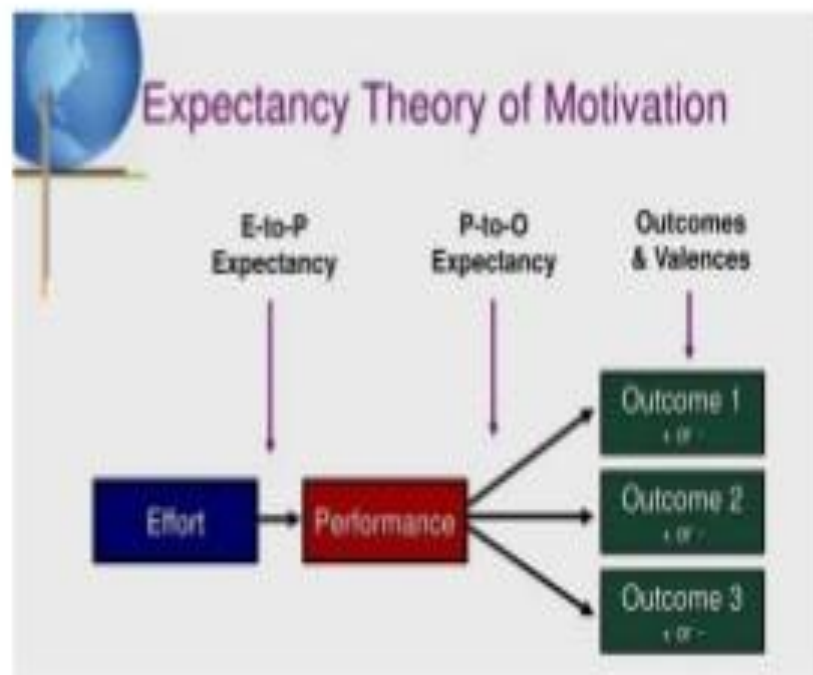 Expectancy Theory of Motivation
E-to-P
Expectancy
P-to-O
Expectancy
Outcomes
& Valences
Effort
Performance
Outcome 1
+ or -
Outcome 2
+ or -
Outcome 3
+ or -